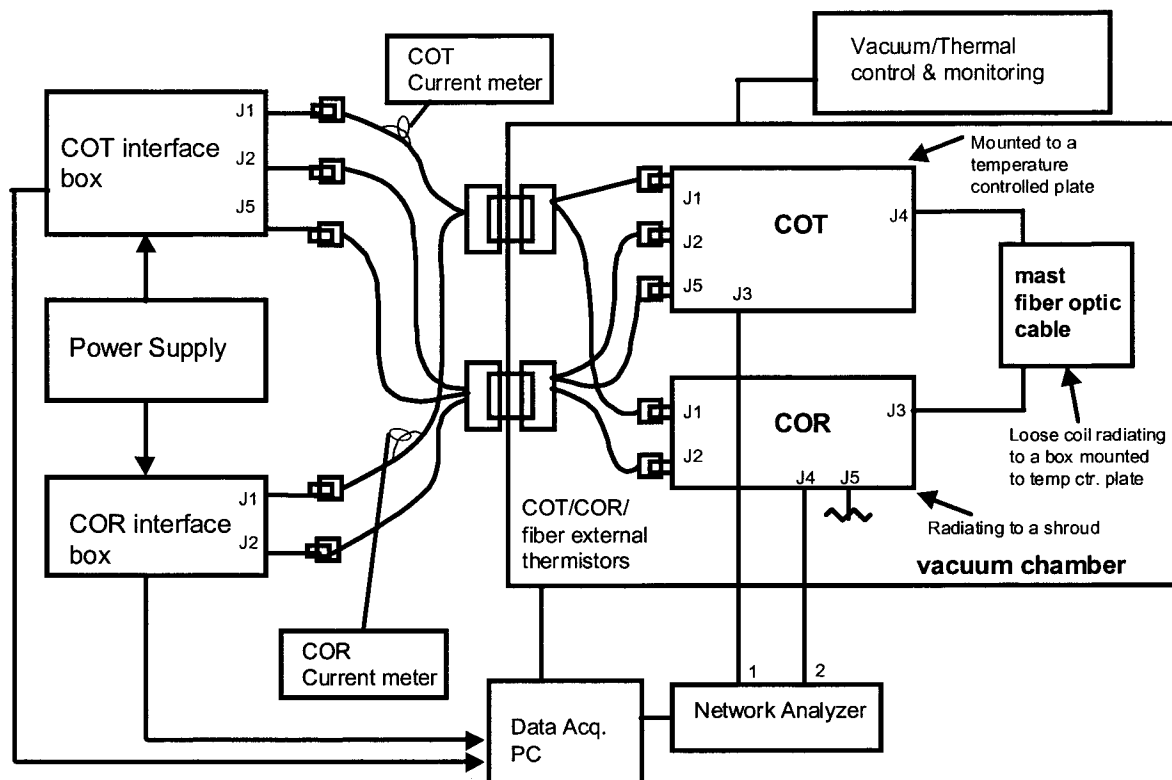 Vacuum/Thermal
control & monitoring
COT
Current meter
COT interface
box
J1
J2
J5
Mounted to a
temperature
controlled plate
J1
J2
J5
COT
J4
J3
mast
fiber optic
cable
Power Supply
J1
J2
COR
J3
J4
J5
Loose coil radiating
to a box mounted
to temp ctr. plate
COR interface
box
J1
J2
COT/COR/
fiber external
thermistors
Radiating to a shroud
vacuum chamber
COR
Current meter
1
2
Data Acq.
PC
Network Analyzer